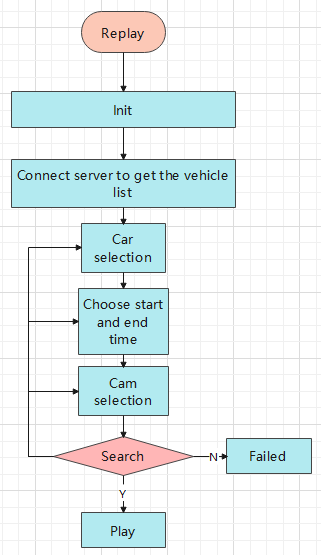 Replay
Init
Connect server to get the vehicle
list
Car
selection
Choose start
and end
time
Cam
selection
Search
N
Failed
Y
Play